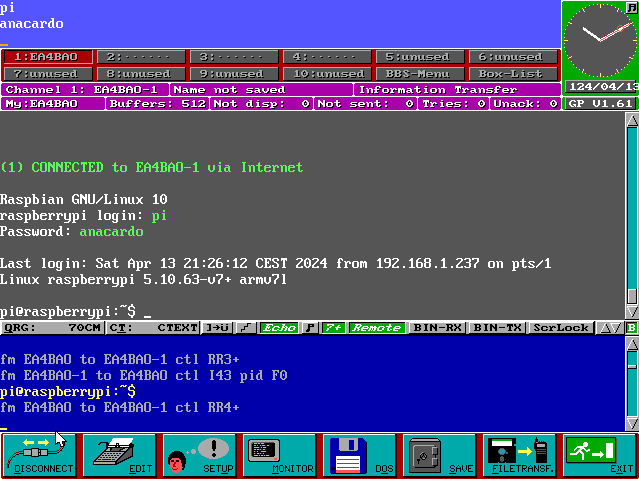 pi
anacardo
1:EA4BAO 2:······ 3:······ 4:······ 5:unused 6:unused
7:unused 8:unused 9:unused 10:unused BBS-Menu Box-List
Channel 1: EA4BAO-1 Name not saved Information Transfer
124/04/13
My:EA4BAO Buffers: 512 Not disp: 0 Not sent: 0 Tries: 0 Unack: 0
GP V1.61
(1) CONNECTED to EA4BAO-1 via Internet
Raspbian GNU/Linux 10
raspberrypi login: pi
Password: anacardo
Last login: Sat Apr 13 21:26:12 CEST 2024 from 192.168.1.237 on pts/1
Linux raspberrypi 5.10.63-v7+ armv7l
pi@raspberrypi:~$ _
QRG: 70CM CT: CTEXT ]→Ü Echo 7+ Remote BIN-RX BIN-TX ScrLock B
fm EA4BAO to EA4BAO-1 ctl RR3+
fm EA4BAO-1 to EA4BAO ctl I43 pid F0
pi@raspberrypi:~$
fm EA4BAO to EA4BAO-1 ctl RR4+
DISCONNECT EDIT SETUP MONITOR DOS SAVE FILETRANSF. EXIT